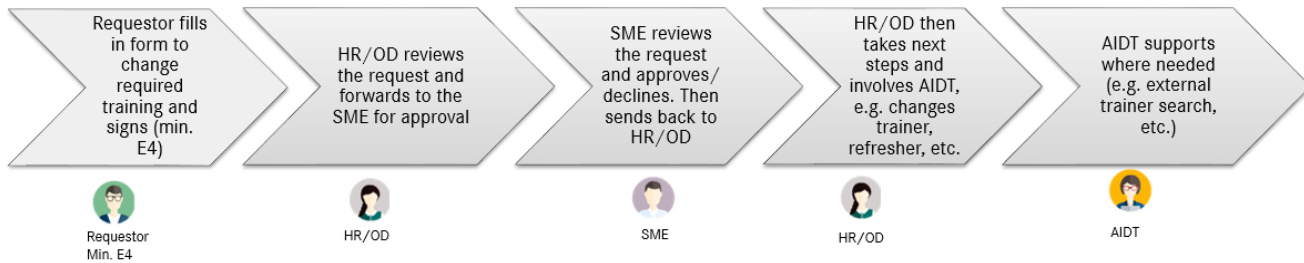 Requestor fills
in form to
change
required
training and
signs (min.
E4)
HR/OD reviews
the request and
forwards to the
SME for approval
SME reviews
the request
and approves/
declines. Then
sends back to
HR/OD
HR/OD then
takes next
steps and
involves AIDT,
e.g. changes
trainer,
refresher, etc.
AIDT supports
where needed
(e.g. external
trainer search,
etc.)
Requestor
Min. E4
HR/OD
SME
HR/OD
AIDT